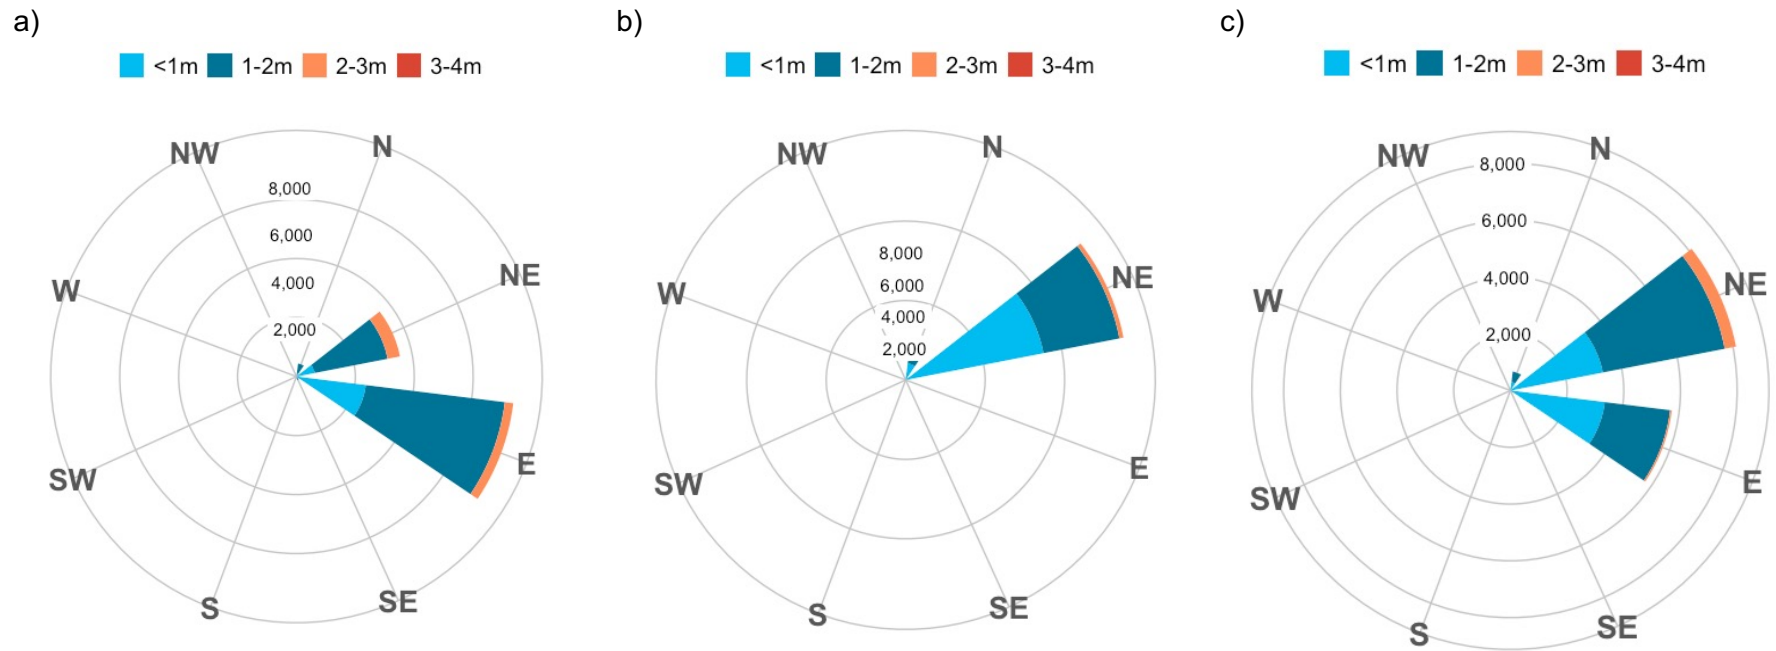 a)
<1m 1-2m 2-3m 3-4m
N
NW
8,000
6,000
NE
4,000
W
2,000
E
SW
SE
S
b)
<1m 1-2m 2-3m 3-4m
N
NW
8,000
NE
6,000
W
4,000
2,000
E
SW
SE
S
c)
<1m 1-2m 2-3m 3-4m
N
NW
8,000
6,000
4,000
NE
W
2,000
E
SW
SE
S